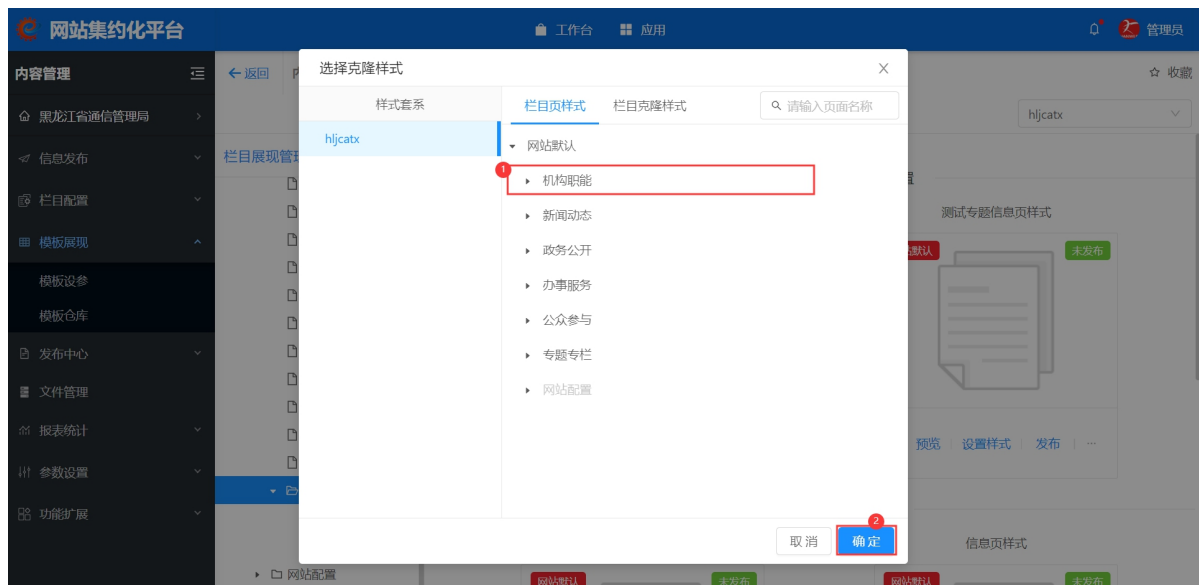 网站集约化平台
工作台
应用
管理员
内容管理
返回
收藏
黑龙江省通信管理局
信息发布
栏目配置
模板展现
模板设参
模板仓库
发布中心
文件管理
报表统计
参数设置
功能扩展
栏目展现管
网站配置
选择克隆样式
样式套系
hljcatx
栏目页样式
栏目克隆样式
请输入页面名称
网站默认
1
机构职能
新闻动态
政务公开
办事服务
公众参与
专题专栏
网站配置
2
取消
确定
hljcatx
测试专题信息页样式
默认
未发布
预览
设置样式
发布
...
信息页样式
网站默认
未发布
网站默认
未发布